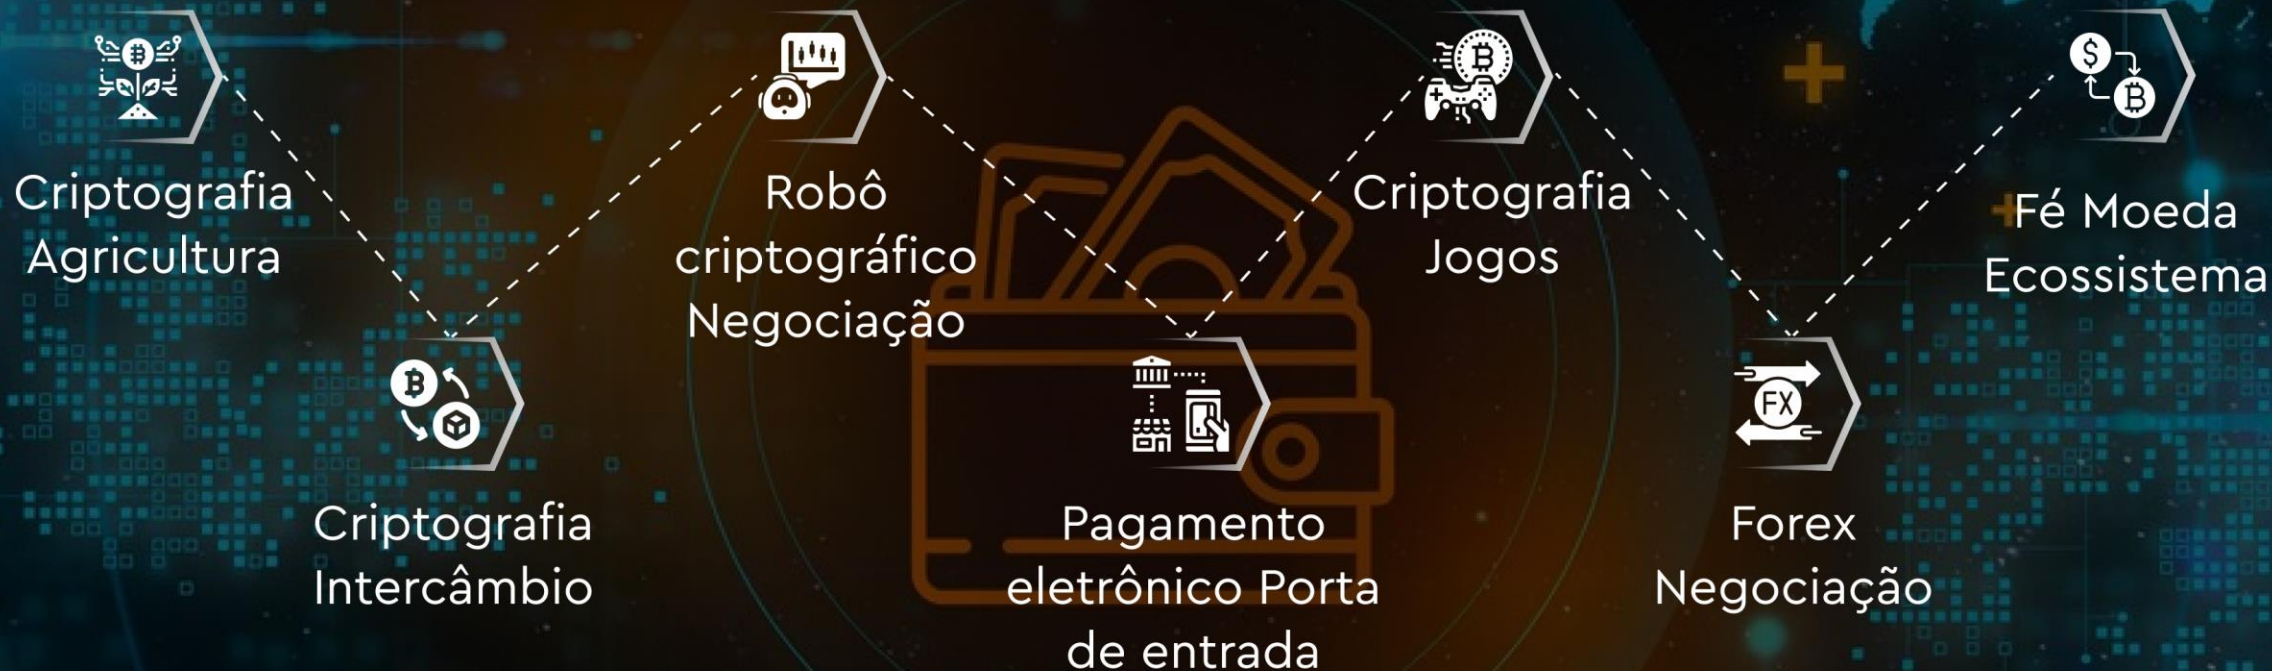 Criptografia
Agricultura
Criptografia
Intercâmbio
Robô
criptográfico
Negociação
Pagamento
eletrônico Porta
de entrada
Criptografia
Jogos
Forex
Negociação
FX
Fé Moeda
Ecossistema